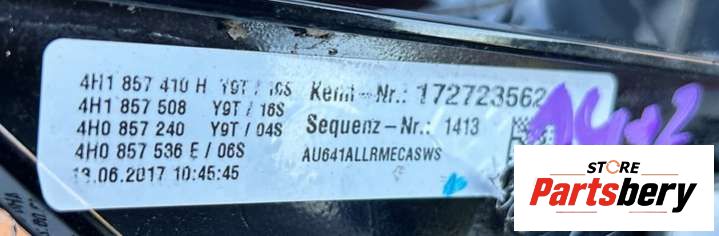 4H1 857 410 H Y9T / 16S Kenn-Nr.: 172723562
4H1 857 508 Y9T / 16S
4H0 857 240 Y9T / 04S Sequenz-Nr.: 1413
4H0 857 536 E / 06S AU641ALLRMECASWS
13.06.2017 10:45:45
STORE
Partsbery